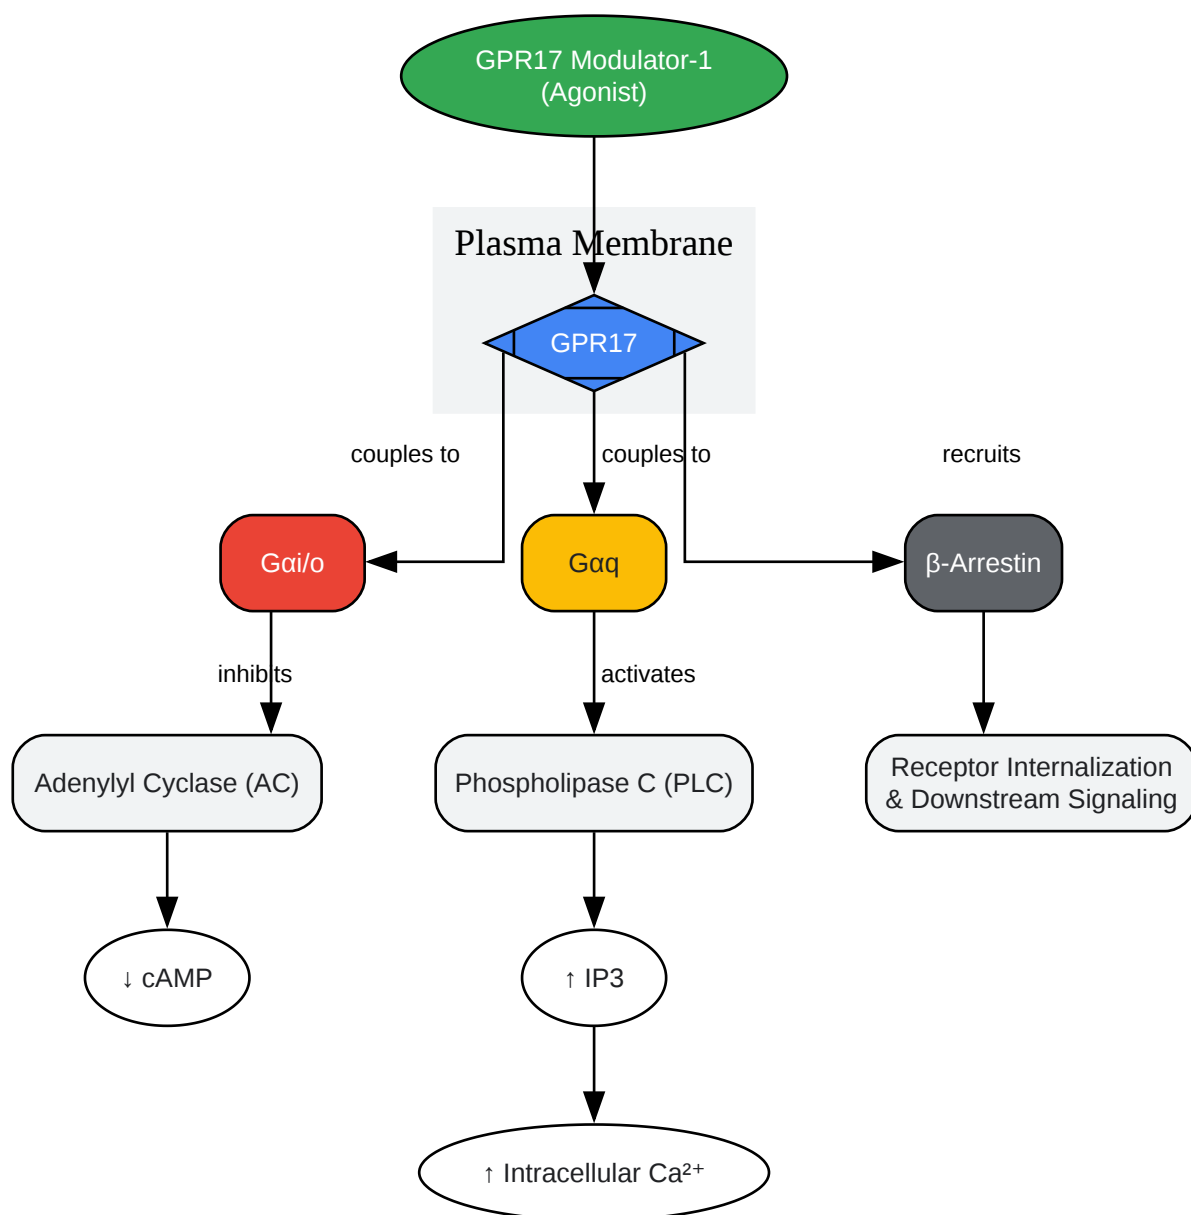 GPR17 Modulator-1
(Agonist)
Plasma Membrane
GPR17
couples to
couples to
recruits
Gαi/o
Gαq
β-Arrestin
inhibits
activates
Adenylyl Cyclase (AC)
Phospholipase C (PLC)
Receptor Internalization
& Downstream Signaling
↓ cAMP
↑ IP3
↑ Intracellular Ca²⁺